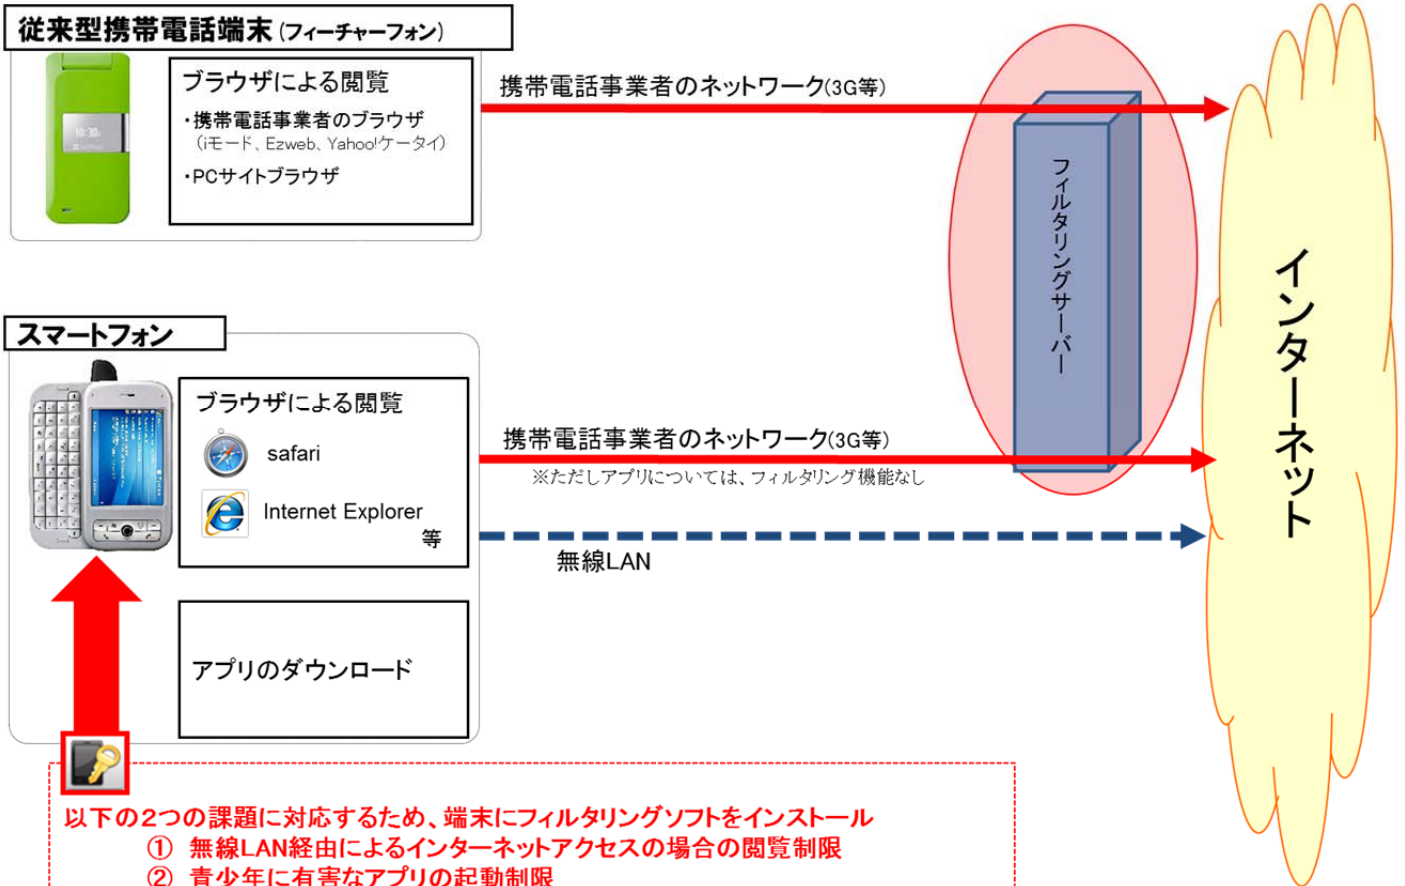 従来型携帯電話端末(フィーチャーフォン)
ブラウザによる閲覧
・携帯電話事業者のブラウザ
(iモード、Ezweb、Yahoo!ケータイ)
・PCサイトブラウザ
携帯電話事業者のネットワーク(3G等)
フィルタリングサーバー
インターネット
スマートフォン
ブラウザによる閲覧
safari
Internet Explorer
等
携帯電話事業者のネットワーク(3G等)
※ただしアプリについては、フィルタリング機能なし
無線LAN
アプリのダウンロード
以下の2つの課題に対応するため、端末にフィルタリングソフトをインストール
① 無線LAN経由によるインターネットアクセスの場合の閲覧制限
② 青少年に有害なアプリの起動制限